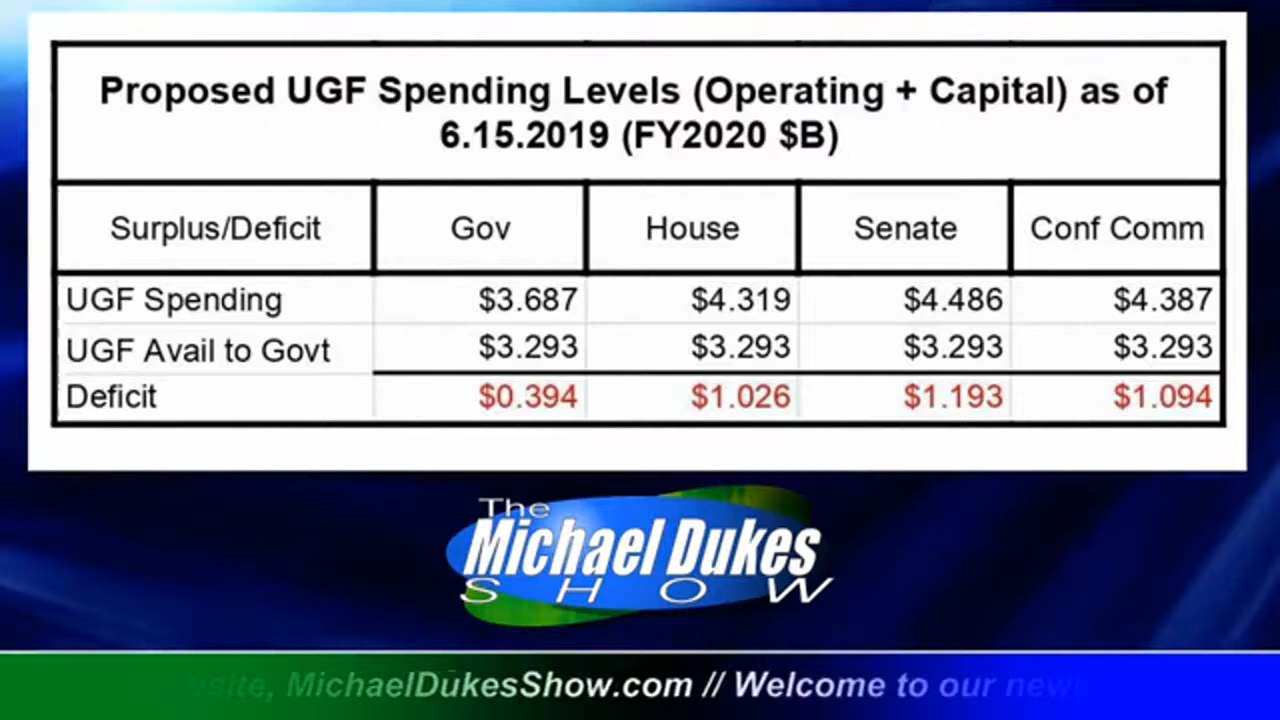 Proposed UGF Spending Levels (Operating + Capital) as of
6.15.2019 (FY2020 $B)
Surplus/Deficit Gov House Senate Conf Comm
UGF Spending $3.687 $4.319 $4.486 $4.387
UGF Avail to Govt $3.293 $3.293 $3.293 $3.293
Deficit $0.394 $1.026 $1.193 $1.094
The
Michael Dukes
SHOW
MichaelDukesShow.com // Welcome to our new